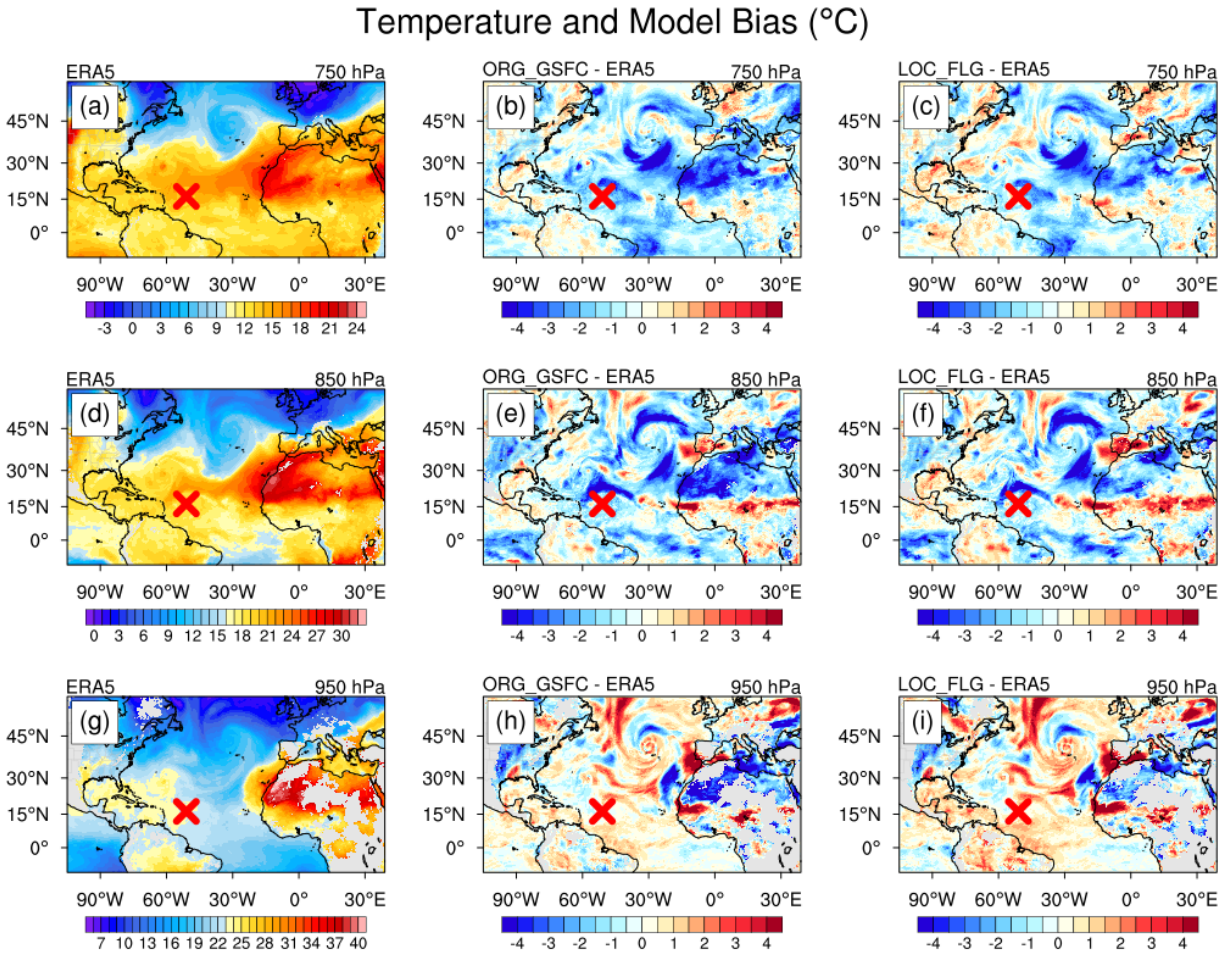 Temperature and Model Bias (°C)
ERA5 750 hPa ORG_GSFC - ERA5 750 hPa LOC_FLG - ERA5 750 hPa
(a) (b) (c)
45°N 45°N 45°N
30°N 30°N 30°N
15°N 15°N 15°N
0° 0° 0°
90°W 60°W 30°W 0° 30°E 90°W 60°W 30°W 0° 30°E 90°W 60°W 30°W 0° 30°E
-3 0 3 6 9 12 15 18 21 24 -4 -3 -2 -1 0 1 2 3 4 -4 -3 -2 -1 0 1 2 3 4
ERA5 850 hPa ORG_GSFC - ERA5 850 hPa LOC_FLG - ERA5 850 hPa
(d) (e) (f)
45°N 45°N 45°N
30°N 30°N 30°N
15°N 15°N 15°N
0° 0° 0°
90°W 60°W 30°W 0° 30°E 90°W 60°W 30°W 0° 30°E 90°W 60°W 30°W 0° 30°E
0 3 6 9 12 15 18 21 24 27 30 -4 -3 -2 -1 0 1 2 3 4 -4 -3 -2 -1 0 1 2 3 4
ERA5 950 hPa ORG_GSFC - ERA5 950 hPa LOC_FLG - ERA5 950 hPa
(g) (h) (i)
45°N 45°N 45°N
30°N 30°N 30°N
15°N 15°N 15°N
0° 0° 0°
90°W 60°W 30°W 0° 30°E 90°W 60°W 30°W 0° 30°E 90°W 60°W 30°W 0° 30°E
7 10 13 16 19 22 25 28 31 34 37 40 -4 -3 -2 -1 0 1 2 3 4 -4 -3 -2 -1 0 1 2 3 4